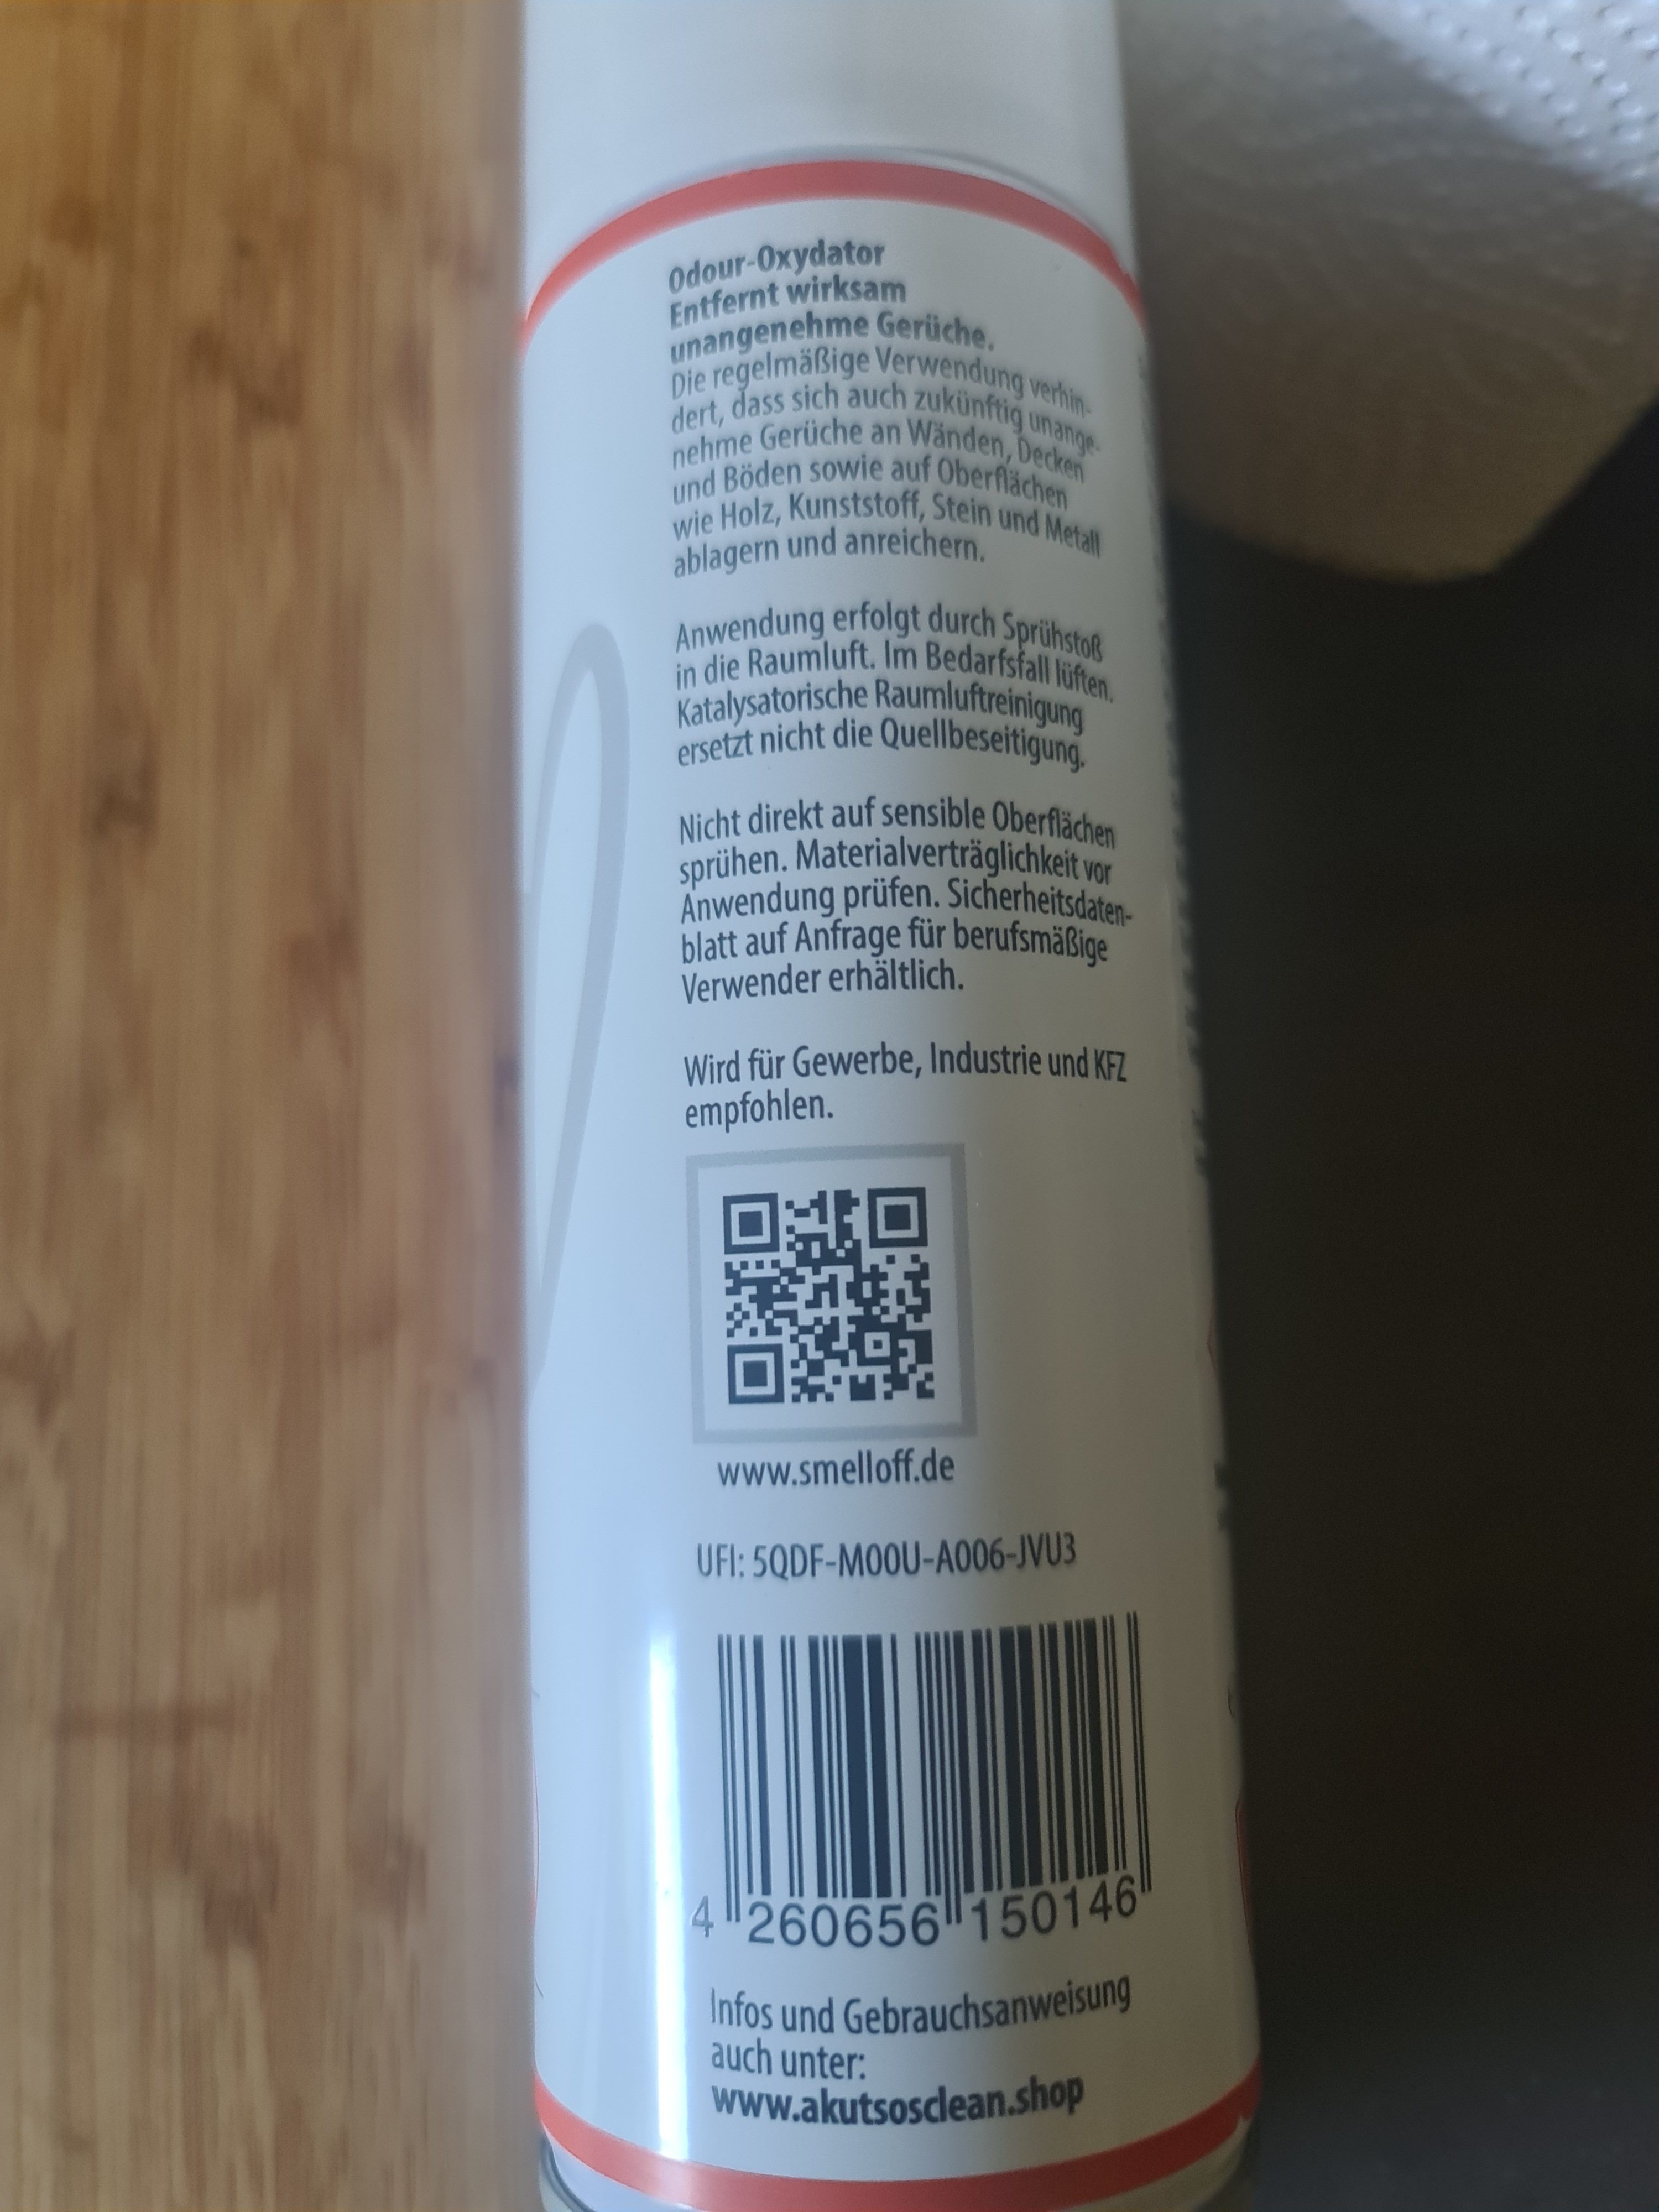 Odour-Oxydator
Entfernt wirksam
unangenehme Gerüche.
Die regelmäßige Verwendung verhin-
dert, dass sich auch zukünftig unange-
nehme Gerüche an Wänden, Decken
und Böden sowie auf Oberflächen
wie Holz, Kunststoff, Stein und Metall
ablagern und anreichern.
Anwendung erfolgt durch Sprühstoß
in die Raumluft. Im Bedarfsfall lüften.
Katalysatorische Raumluftreinigung
ersetzt nicht die Quellbeseitigung.
Nicht direkt auf sensible Oberflächen
sprühen. Materialverträglichkeit vor
Anwendung prüfen. Sicherheitsdaten-
blatt auf Anfrage für berufsmäßige
Verwender erhältlich.
Wird für Gewerbe, Industrie und KFZ
empfohlen.
www.smelloff.de
UFI: 5QDF-M00U-A006-JVU3
4 260656 150146
Infos und Gebrauchsanweisung
auch unter:
www.akutsosclean.shop